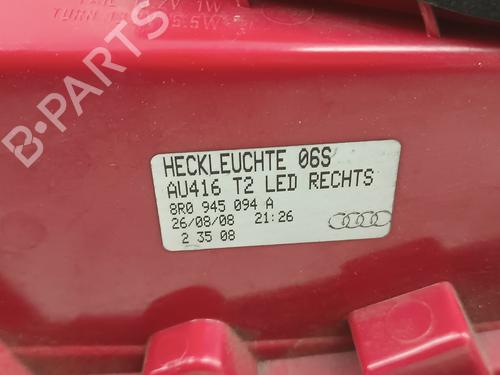 HECKLEUCHTE 06S
AU416 T2 LED RECHTS
8R0 945 094 A
26/08/08 21:26
2 35 08
B-PARTS